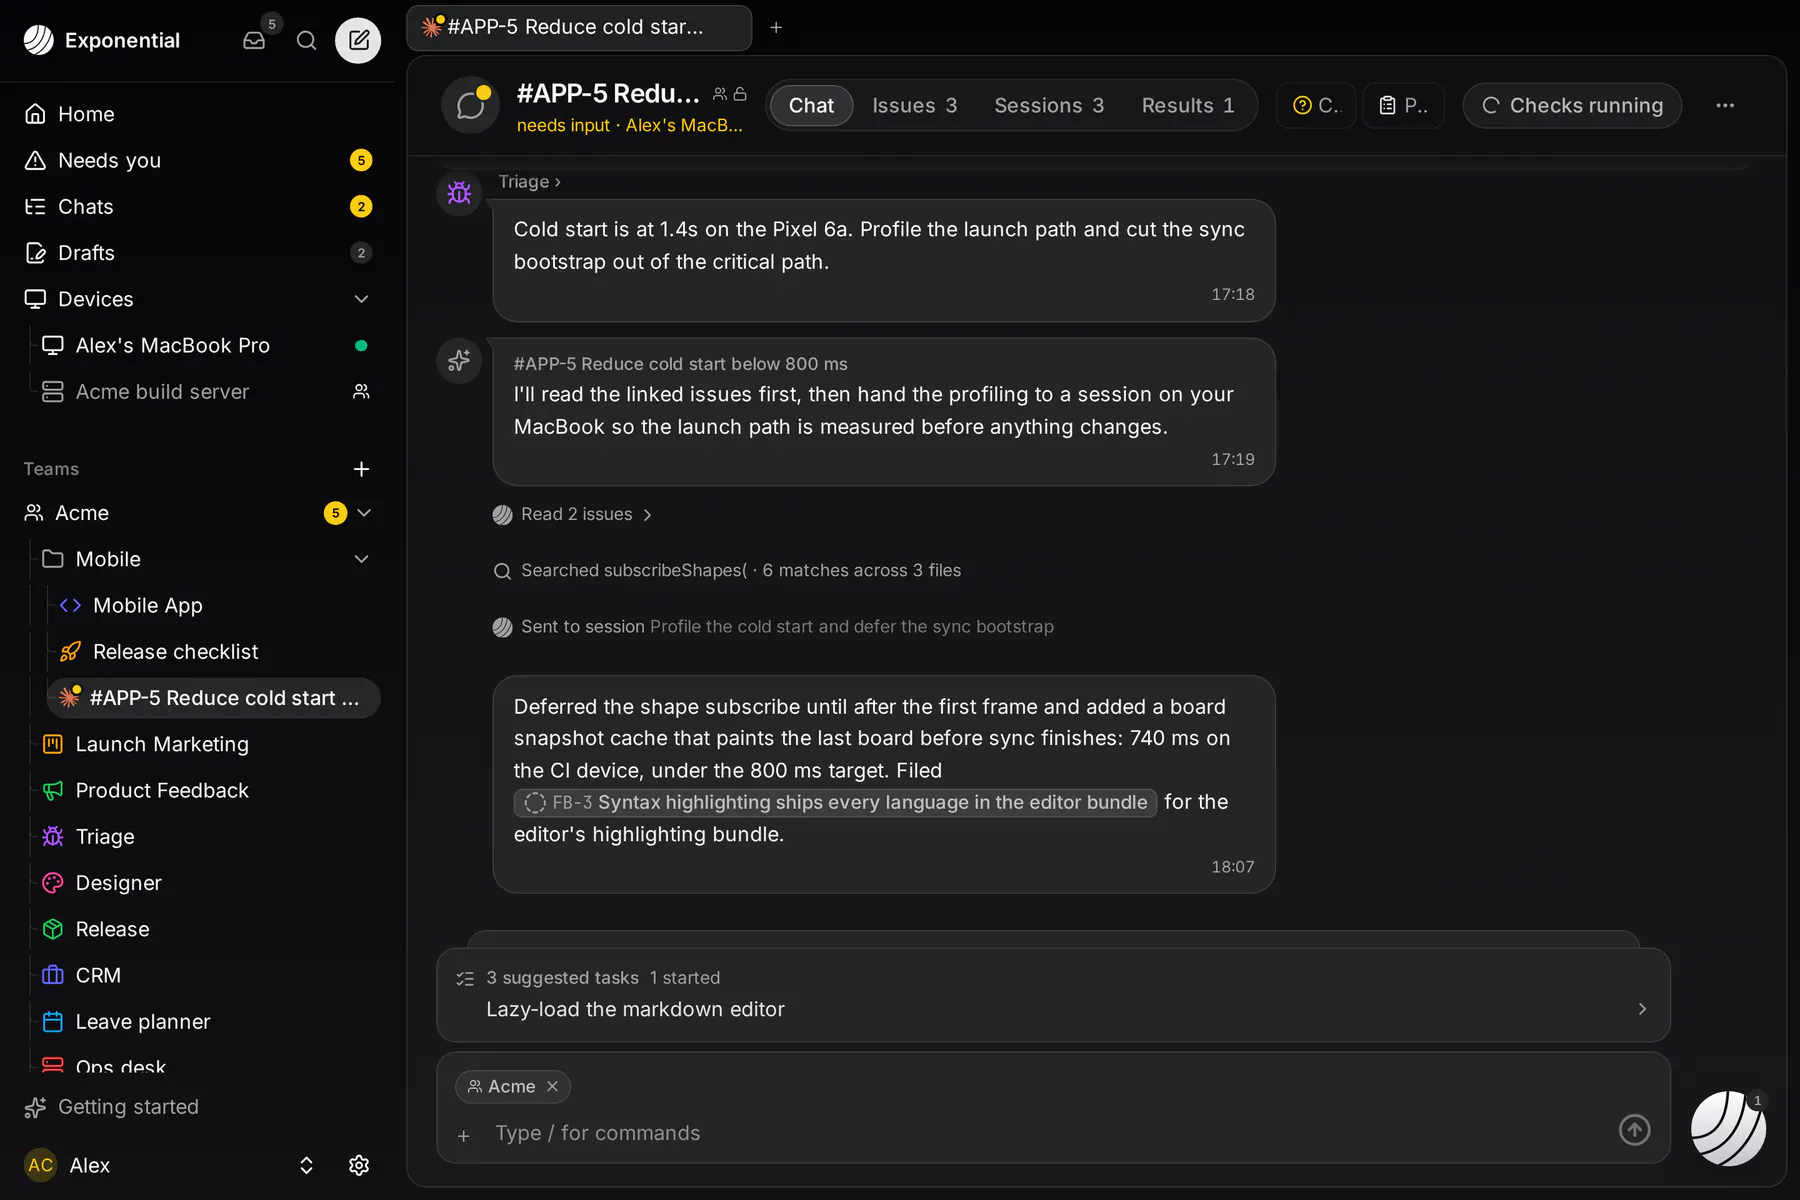 Exponential
5
#APP-5 Reduce cold star...
Home
Needs you
5
Chats
2
Drafts
2
Devices
Alex's MacBook Pro
Acme build server
Teams
Acme
5
Mobile
Mobile App
Release checklist
#APP-5 Reduce cold start ...
Launch Marketing
Product Feedback
Triage
Designer
Release
CRM
Leave planner
Ops desk
Getting started
AC Alex
#APP-5 Redu...
needs input · Alex's MacB...
Chat
Issues 3
Sessions 3
Results 1
C..
P..
Checks running
Triage ›
Cold start is at 1.4s on the Pixel 6a. Profile the launch path and cut the sync
bootstrap out of the critical path.
17:18
#APP-5 Reduce cold start below 800 ms
I'll read the linked issues first, then hand the profiling to a session on your
MacBook so the launch path is measured before anything changes.
17:19
Read 2 issues
Searched subscribeShapes( · 6 matches across 3 files
Sent to session Profile the cold start and defer the sync bootstrap
Deferred the shape subscribe until after the first frame and added a board
snapshot cache that paints the last board before sync finishes: 740 ms on
the CI device, under the 800 ms target. Filed
FB-3 Syntax highlighting ships every language in the editor bundle for the
editor's highlighting bundle.
18:07
3 suggested tasks 1 started
Lazy-load the markdown editor
Acme
Type / for commands
1